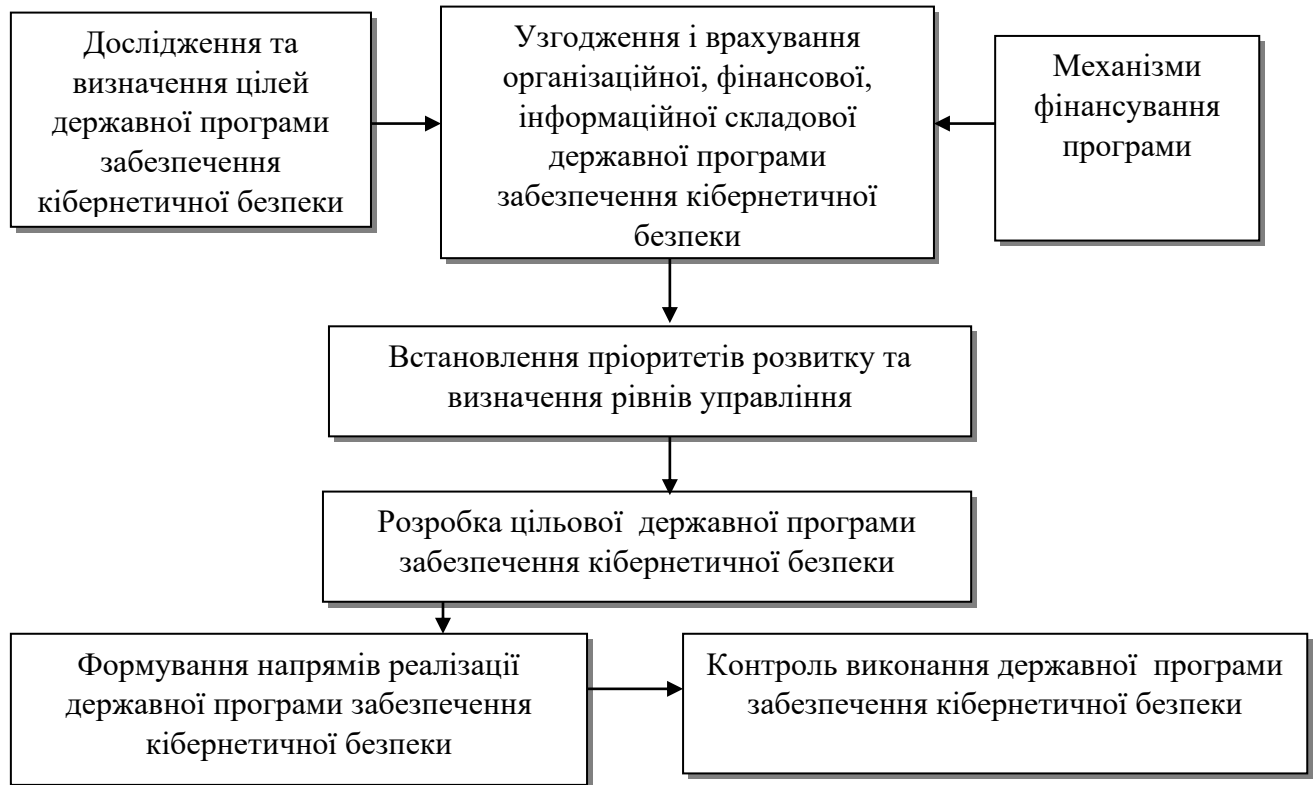 Дослідження та
визначення цілей
державної програми
забезпечення
кібернетичної безпеки
Узгодження і врахування
організаційної, фінансової,
інформаційної складової
державної програми
забезпечення кібернетичної
безпеки
Механізми
фінансування
програми
Встановлення пріоритетів розвитку та
визначення рівнів управління
Розробка цільової державної програми
забезпечення кібернетичної безпеки
Формування напрямів реалізації
державної програми забезпечення
кібернетичної безпеки
Контроль виконання державної програми
забезпечення кібернетичної безпеки